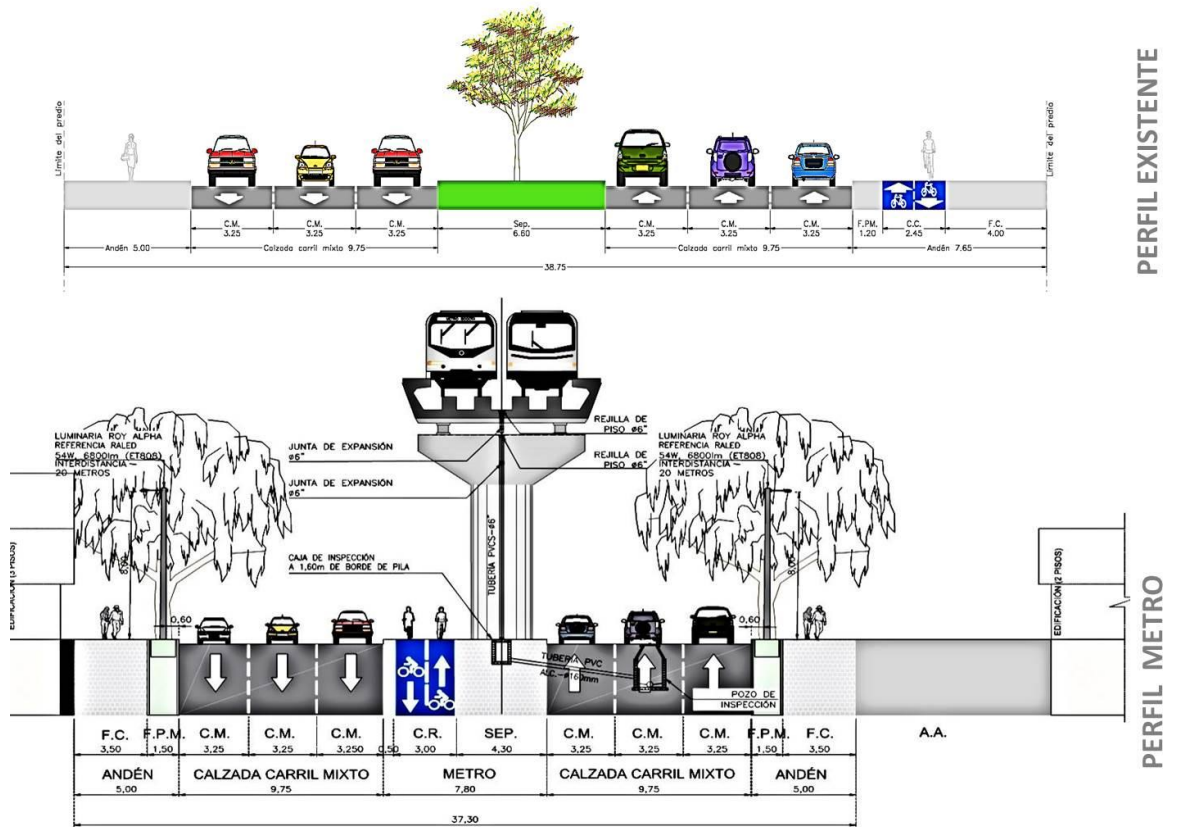 PERFIL EXISTENTE
Límite del predio
Límite del predio
C.M. C.M. C.M. Sep. C.M. C.M. C.M. F.PM. C.C. F.C.
3.25 3.25 3.25 6.60 3.25 3.25 3.25 1.20 2.45 4.00
Andén 5.00 Calzada carril mixto 9.75 Calzada carril mixto 9.75 Andén 7.65
38.75
PERFIL METRO
METRO BOGOTA
LUMINARIA ROY ALPHA
REFERENCIA RALED
54W, 6800lm (ET808)
INTERDISTANCIA –
20 METROS
JUNTA DE EXPANSIÓN
ø6"
JUNTA DE EXPANSIÓN
ø6"
REJILLA DE
PISO ø6"
REJILLA DE
PISO ø6"
LUMINARIA ROY ALPHA
REFERENCIA RALED
54W, 6800lm (ET808)
INTERDISTANCIA –
20 METROS
CAJA DE INSPECCIÓN
A 1,60m DE BORDE DE PILA
TUBERÍA PVCS-ø6"
8,00
8,00
0,60
0,60
EDIFICACIÓN (2 PISOS)
TUBERÍA PVC
ALC.-ø160mm
POZO DE
INSPECCIÓN
F.C. F.P.M. C.M. C.M. C.M. C.R. SEP. C.M. C.M. C.M. F.P.M. F.C. A.A.
3,50 1,50 3,25 3,25 3,250 0,50 3,00 4,30 3,25 3,25 3,25 1,50 3,50
ANDÉN CALZADA CARRIL MIXTO METRO CALZADA CARRIL MIXTO ANDÉN
5,00 9,75 7,80 9,75 5,00
37,30